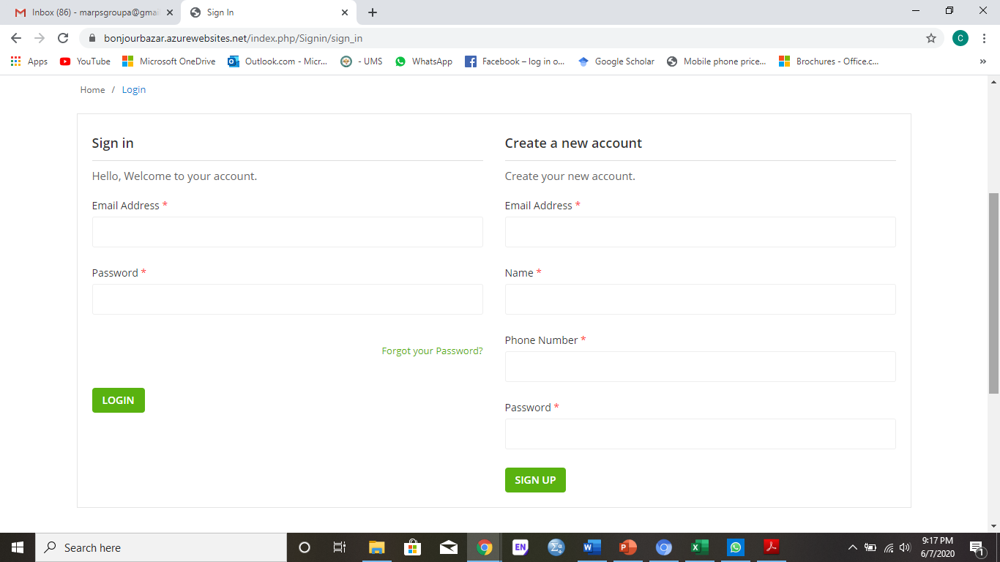 Inbox (86) - marpsgroupa@gmai
Sign In
bonjourbazar.azurewebsites.net/index.php/Signin/sign_in
C
Apps
YouTube
Microsoft OneDrive
Outlook.com - Micr...
- UMS
WhatsApp
Facebook – log in o...
Google Scholar
Mobile phone price...
Brochures - Office.c...
»
Home / Login
Sign in
Hello, Welcome to your account.
Email Address *
Password *
Forgot your Password?
LOGIN
Create a new account
Create your new account.
Email Address *
Name *
Phone Number *
Password *
SIGN UP
Search here
EN
9:17 PM
6/7/2020
1